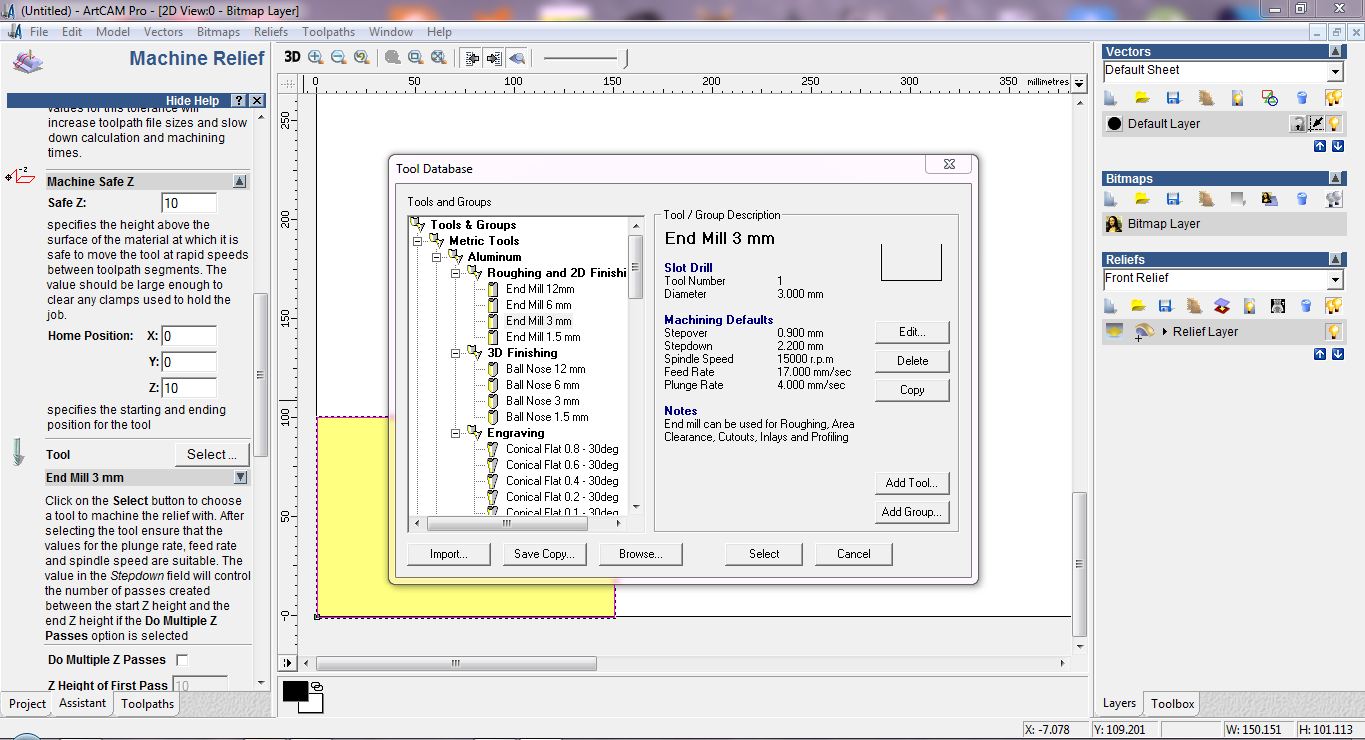 (Untitled) - ArtCAM Pro - [2D View:0 - Bitmap Layer]
File Edit Model Vectors Bitmaps Reliefs Toolpaths Window Help
Machine Relief
Hide Help ? X
values for this tolerance will
increase toolpath file sizes and slow
down calculation and machining
times.
Machine Safe Z
Safe Z: 10
specifies the height above the
surface of the material at which it is
safe to move the tool at rapid speeds
between toolpath segments. The
value should be large enough to
clear any clamps used to hold the
job.
Home Position: X: 0
Y: 0
Z: 10
specifies the starting and ending
position for the tool
Tool Select ...
End Mill 3 mm
Click on the Select button to choose
a tool to machine the relief with. After
selecting the tool ensure that the
values for the plunge rate, feed rate
and spindle speed are suitable. The
value in the Stepdown field will control
the number of passes created
between the start Z height and the
end Z height if the Do Multiple Z
Passes option is selected
Do Multiple Z Passes
Z Height of First Pass 10
Project Assistant Toolpaths
3D
0 50 100 150 200 250 300 350 millimetres
250
200
150
100
50
0
Tool Database
Tools and Groups
Tools & Groups
Metric Tools
Aluminum
Roughing and 2D Finishi
End Mill 12mm
End Mill 6 mm
End Mill 3 mm
End Mill 1.5 mm
3D Finishing
Ball Nose 12 mm
Ball Nose 6 mm
Ball Nose 3 mm
Ball Nose 1.5 mm
Engraving
Conical Flat 0.8 - 30deg
Conical Flat 0.6 - 30deg
Conical Flat 0.4 - 30deg
Conical Flat 0.2 - 30deg
Conical Flat 0.1 - 30deg
Tool / Group Description
End Mill 3 mm
Slot Drill
Tool Number 1
Diameter 3.000 mm
Machining Defaults
Stepover 0.900 mm
Stepdown 2.200 mm
Spindle Speed 15000 r.p.m
Feed Rate 17.000 mm/sec
Plunge Rate 4.000 mm/sec
Notes
End mill can be used for Roughing, Area
Clearance, Cutouts, Inlays and Profiling
Edit...
Delete
Copy
Add Tool...
Add Group...
Import... Save Copy... Browse... Select Cancel
Vectors
Default Sheet
Default Layer
Bitmaps
Bitmap Layer
Reliefs
Front Relief
Relief Layer
Layers Toolbox
X: -7.078 Y: 109.201 W: 150.151 H: 101.113